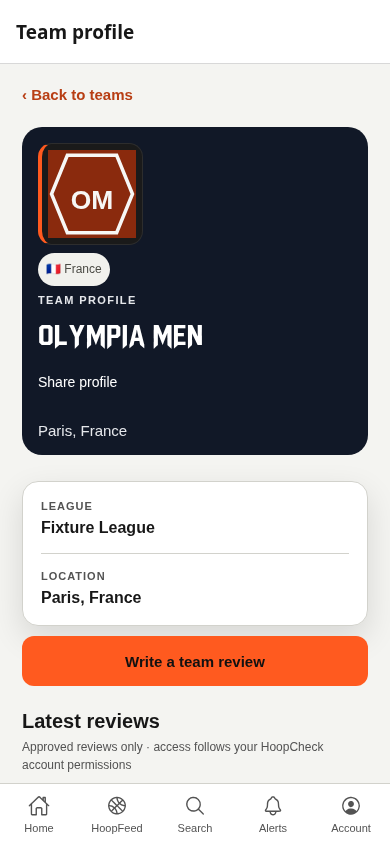 Team profile
‹ Back to teams
OM
🇫🇷 France
TEAM PROFILE
OLYMPIA MEN
Share profile
Paris, France
LEAGUE
Fixture League
LOCATION
Paris, France
Write a team review
Latest reviews
Approved reviews only · access follows your HoopCheck
account permissions
Home HoopFeed Search Alerts Account